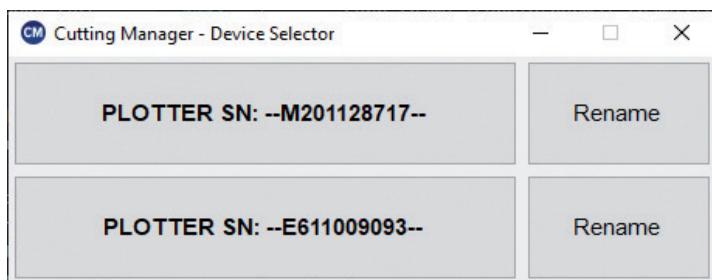 CM Cutting Manager - Device Selector
PLOTTER SN: --M201128717-- Rename
PLOTTER SN: --E611009093-- Rename